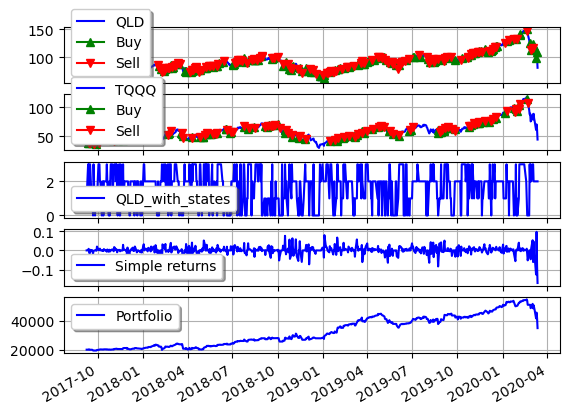 QLD
Buy
Sell
150
100
TQQQ
Buy
Sell
100
50
QLD_with_states
2
0
Simple returns
0.1
0.0
−0.1
Portfolio
40000
20000
2017-10 2018-01 2018-04 2018-07 2018-10 2019-01 2019-04 2019-07 2019-10 2020-01 2020-04